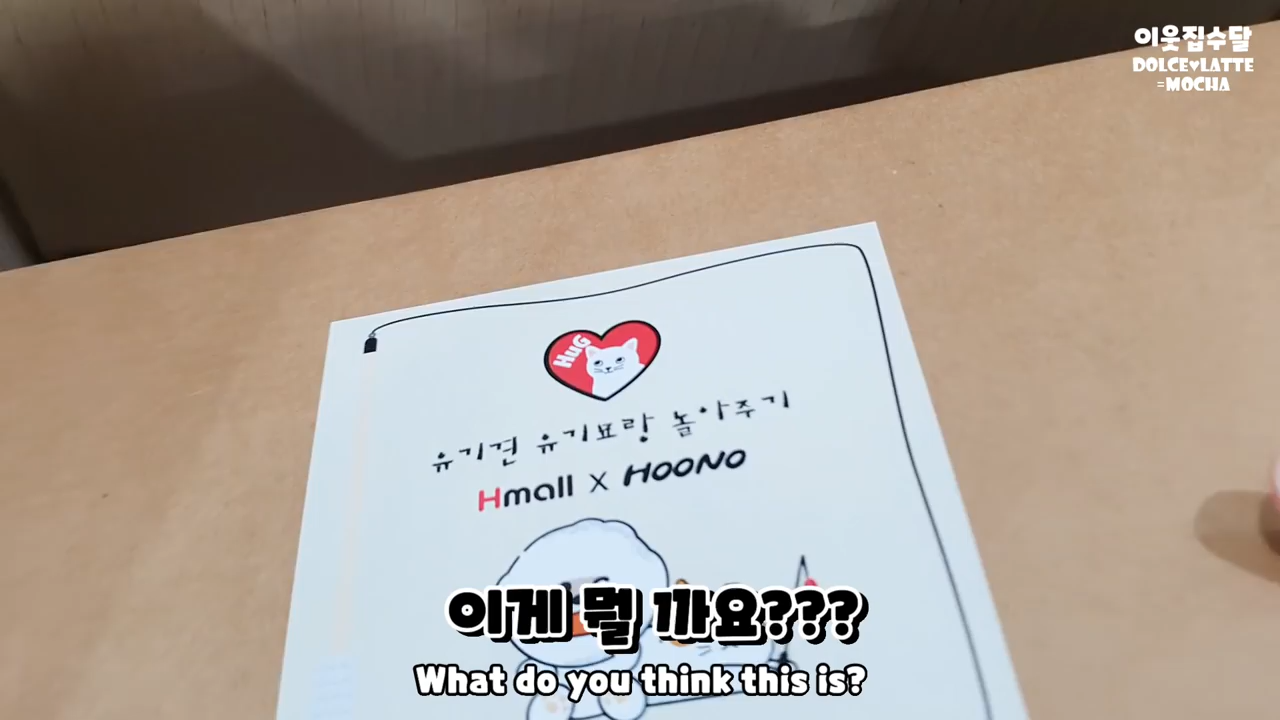 이웃집수달
DOLCE♥LATTE
=MOCHA
HuG
유기견 유기묘랑 놀아주기
Hmall X HOONO
이게 뭘 까요???
What do you think this is?